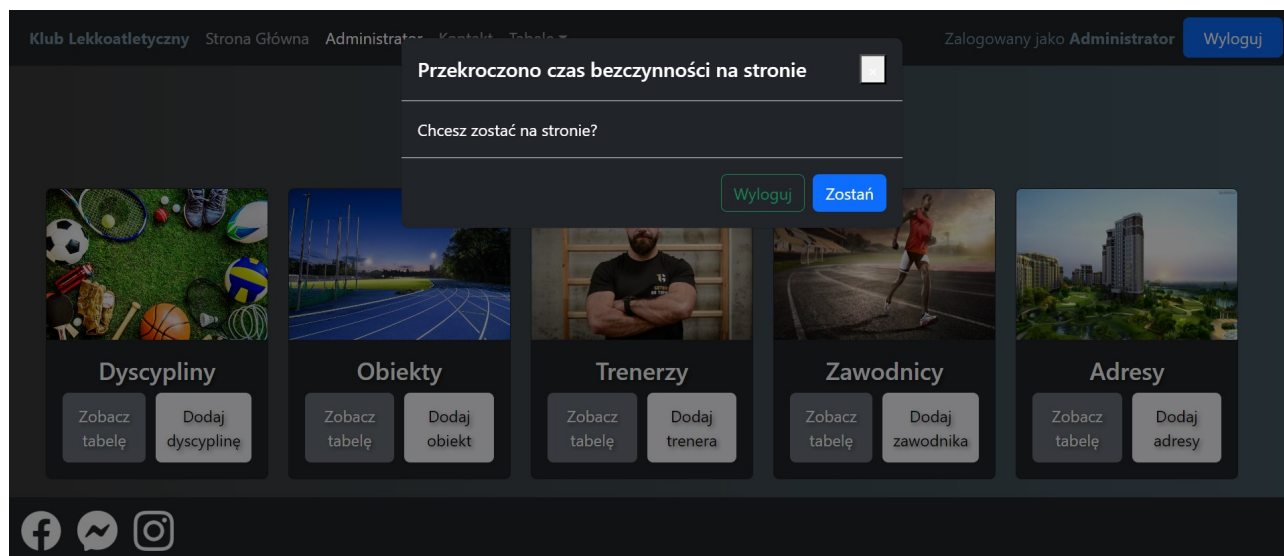 Klub Lekkoatletyczny Strona Główna Administrator Kontakt Tabele Zalogowany jako Administrator Wyloguj
Przekroczono czas bezczynności na stronie
Chcesz zostać na stronie?
Wyloguj Zostań
Dyscypliny
Zobacz tabelę
Dodaj dyscyplinę
Obiekty
Zobacz tabelę
Dodaj obiekt
Trenerzy
Zobacz tabelę
Dodaj trenera
Zawodnicy
Zobacz tabelę
Dodaj zawodnika
Adresy
Zobacz tabelę
Dodaj adresy